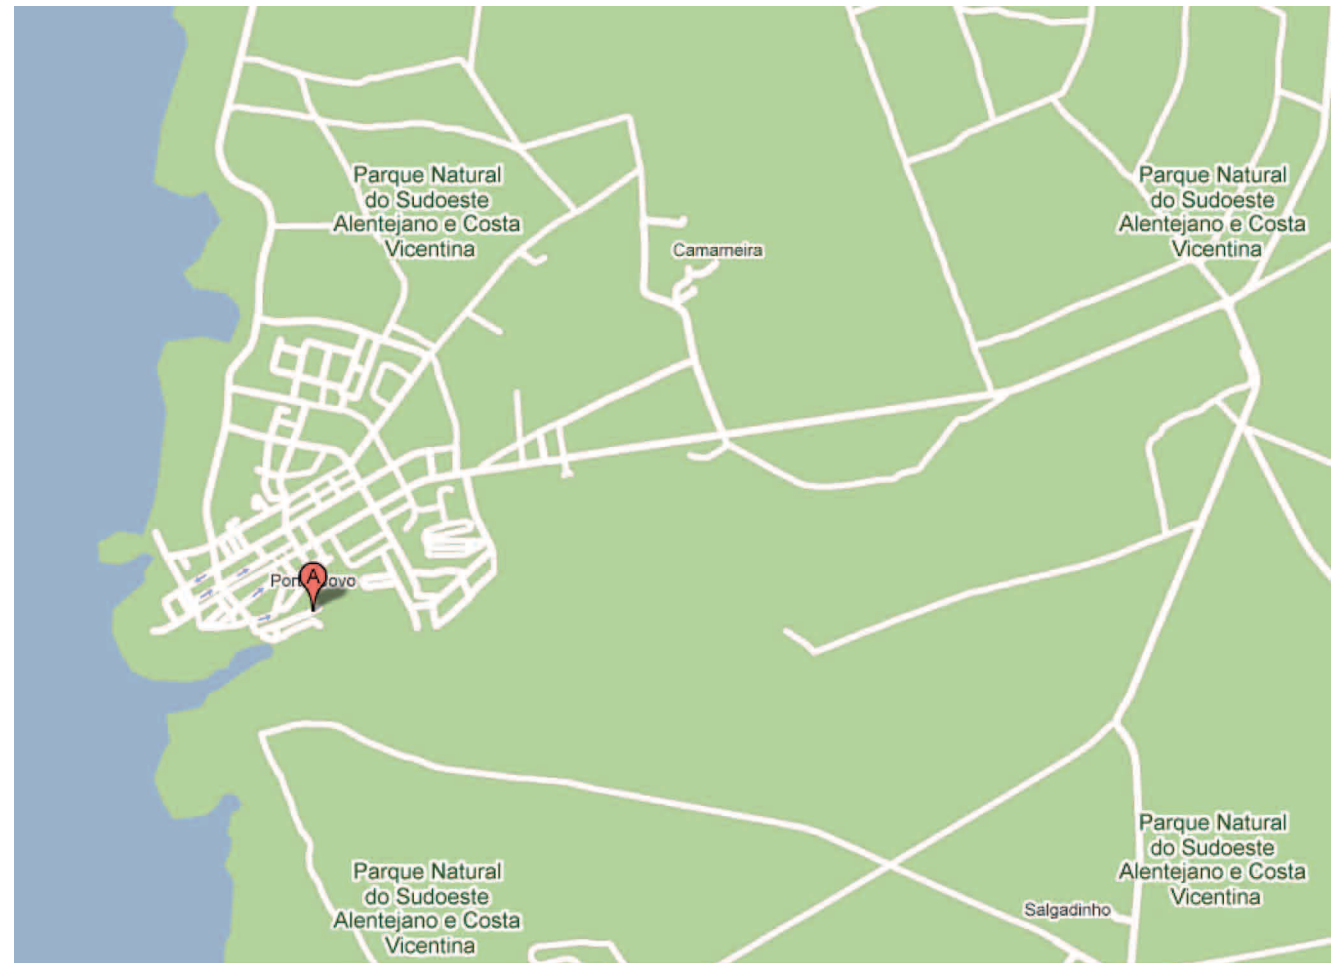 Parque Natural
do Sudoeste
Alentejano e Costa
Vicentina
Parque Natural
do Sudoeste
Alentejano e Costa
Vicentina
Camarneira
A
Parque Natural
do Sudoeste
Alentejano e Costa
Vicentina
Parque Natural
do Sudoeste
Alentejano e Costa
Vicentina
Salgadinho